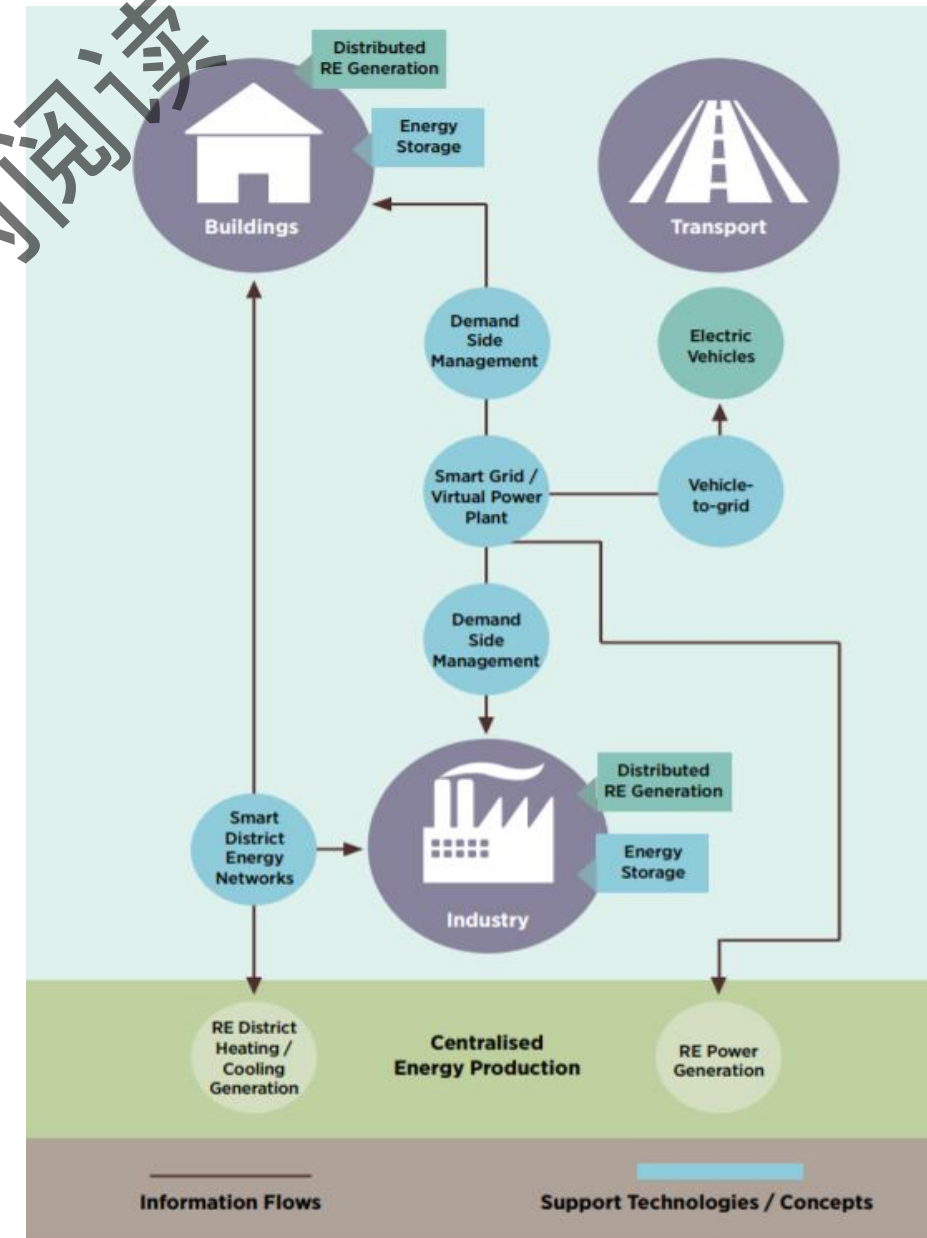 阅读
Distributed
RE Generation
Energy
Storage
Buildings
Transport
Demand
Side
Management
Electric
Vehicles
Smart Grid /
Virtual Power
Plant
Vehicle-
to-grid
Demand
Side
Management
Distributed
RE Generation
Smart
District
Energy
Networks
Energy
Storage
Industry
RE District
Heating /
Cooling
Generation
Centralised
Energy Production
RE Power
Generation
Information Flows
Support Technologies / Concepts